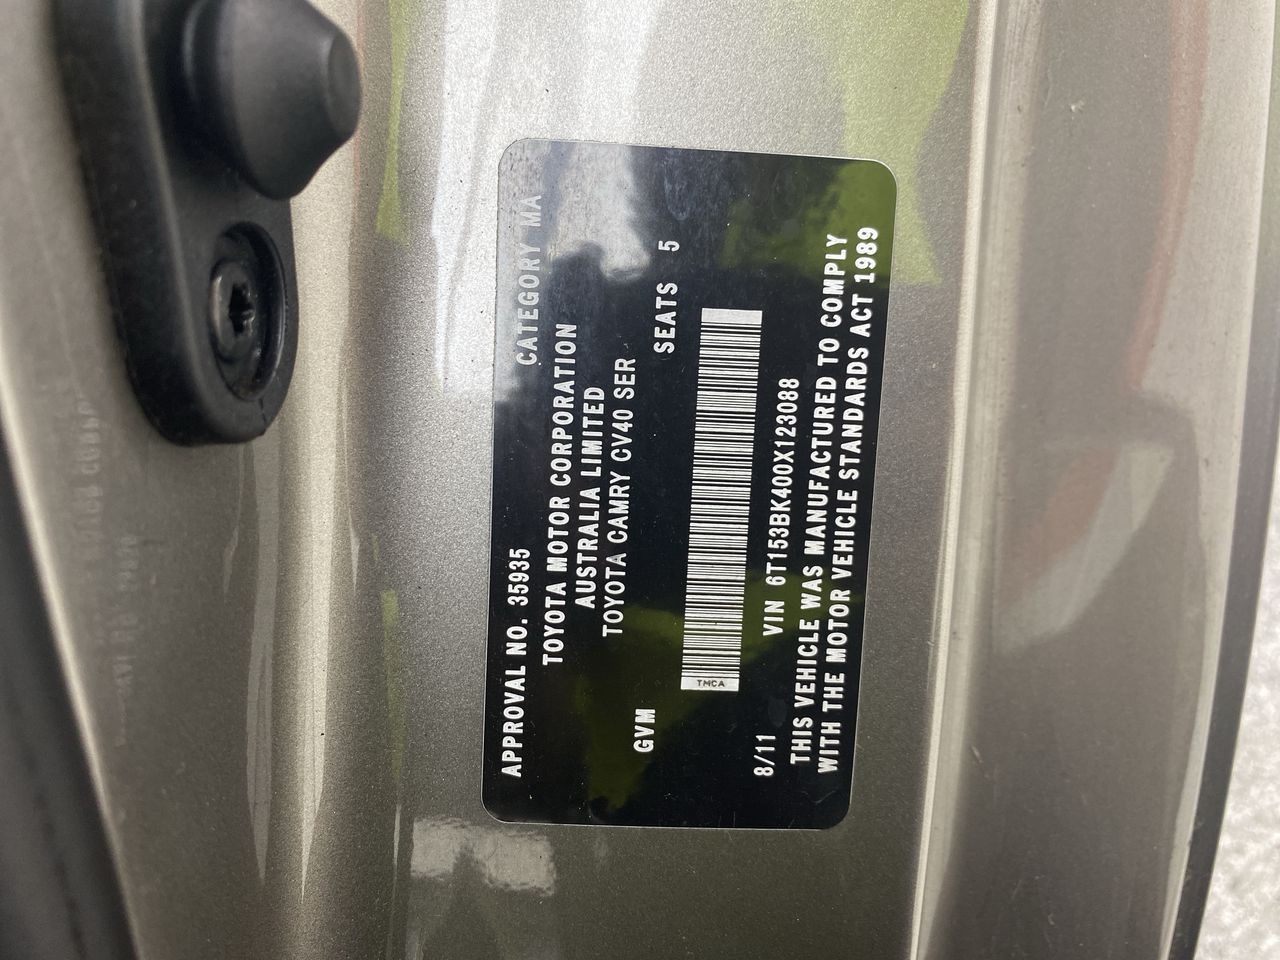 APPROVAL NO. 35935 CATEGORY MA
TOYOTA MOTOR CORPORATION
AUSTRALIA LIMITED
TOYOTA CAMRY CV40 SER
GVM SEATS 5
TMCA
8/11 VIN 6T153BK400X123088
THIS VEHICLE WAS MANUFACTURED TO COMPLY
WITH THE MOTOR VEHICLE STANDARDS ACT 1989